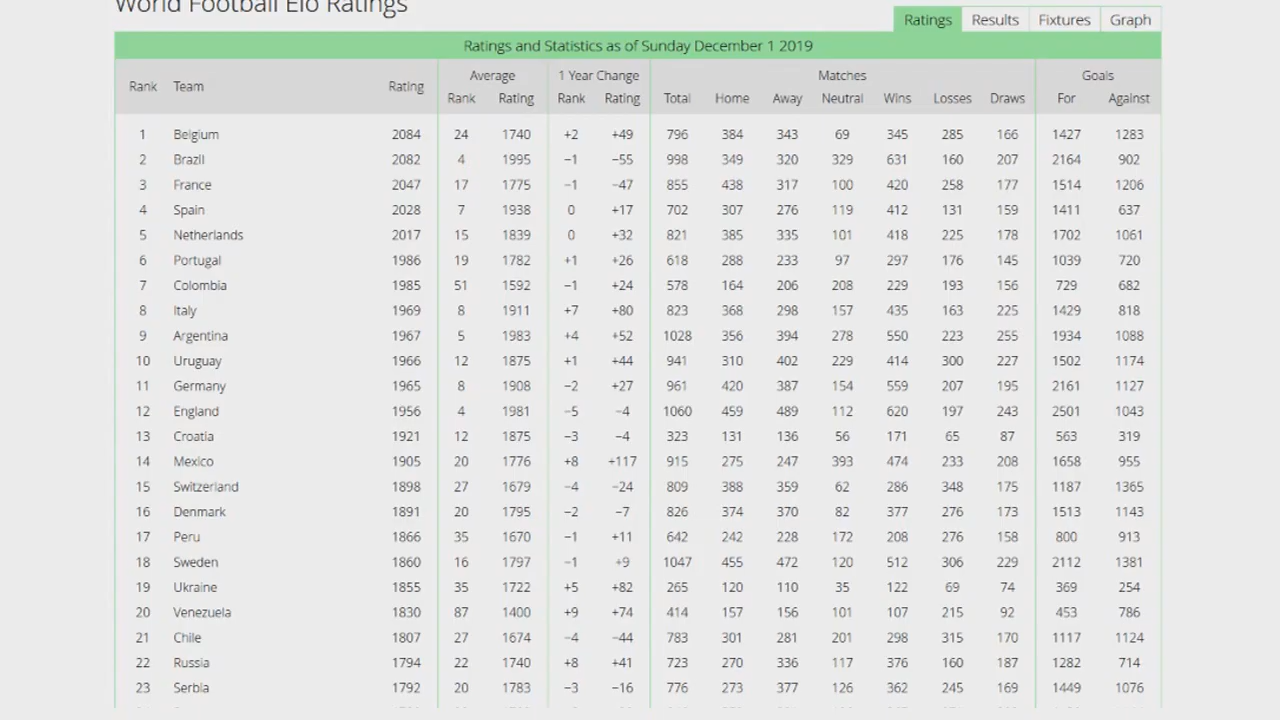 World Football Elo Ratings
Ratings Results Fixtures Graph
Ratings and Statistics as of Sunday December 1 2019
Average 1 Year Change Matches Goals
Rank Team Rating
Rank Rating Rank Rating Total Home Away Neutral Wins Losses Draws For Against
1 Belgium 2084 24 1740 +2 +49 796 384 343 69 345 285 166 1427 1283
2 Brazil 2082 4 1995 −1 −55 998 349 320 329 631 160 207 2164 902
3 France 2047 17 1775 −1 −47 855 438 317 100 420 258 177 1514 1206
4 Spain 2028 7 1938 0 +17 702 307 276 119 412 131 159 1411 637
5 Netherlands 2017 15 1839 0 +32 821 385 335 101 418 225 178 1702 1061
6 Portugal 1986 19 1782 +1 +26 618 288 233 97 297 176 145 1039 720
7 Colombia 1985 51 1592 −1 +24 578 164 206 208 229 193 156 729 682
8 Italy 1969 8 1911 +7 +80 823 368 298 157 435 163 225 1429 818
9 Argentina 1967 5 1983 +4 +52 1028 356 394 278 550 223 255 1934 1088
10 Uruguay 1966 12 1875 +1 +44 941 310 402 229 414 300 227 1502 1174
11 Germany 1965 8 1908 −2 +27 961 420 387 154 559 207 195 2161 1127
12 England 1956 4 1981 −5 −4 1060 459 489 112 620 197 243 2501 1043
13 Croatia 1921 12 1875 −3 −4 323 131 136 56 171 65 87 563 319
14 Mexico 1905 20 1776 +8 +117 915 275 247 393 474 233 208 1658 955
15 Switzerland 1898 27 1679 −4 −24 809 388 359 62 286 348 175 1187 1365
16 Denmark 1891 20 1795 −2 −7 826 374 370 82 377 276 173 1513 1143
17 Peru 1866 35 1670 −1 +11 642 242 228 172 208 276 158 800 913
18 Sweden 1860 16 1797 −1 +9 1047 455 472 120 512 306 229 2112 1381
19 Ukraine 1855 35 1722 +5 +82 265 120 110 35 122 69 74 369 254
20 Venezuela 1830 87 1400 +9 +74 414 157 156 101 107 215 92 453 786
21 Chile 1807 27 1674 −4 −44 783 301 281 201 298 315 170 1117 1124
22 Russia 1794 22 1740 +8 +41 723 270 336 117 376 160 187 1282 714
23 Serbia 1792 20 1783 −3 −16 776 273 377 126 362 245 169 1449 1076